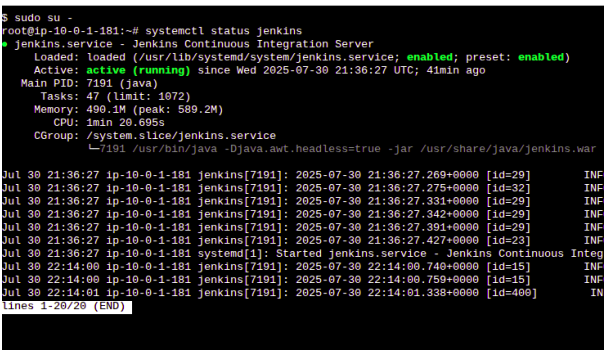 $ sudo su -
root@ip-10-0-1-181:~# systemctl status jenkins
● jenkins.service - Jenkins Continuous Integration Server
     Loaded: loaded (/usr/lib/systemd/system/jenkins.service; enabled; preset: enabled)
     Active: active (running) since Wed 2025-07-30 21:36:27 UTC; 41min ago
   Main PID: 7191 (java)
      Tasks: 47 (limit: 1072)
     Memory: 490.1M (peak: 589.2M)
        CPU: 1min 20.695s
     CGroup: /system.slice/jenkins.service
             └─7191 /usr/bin/java -Djava.awt.headless=true -jar /usr/share/java/jenkins.war
Jul 30 21:36:27 ip-10-0-1-181 jenkins[7191]: 2025-07-30 21:36:27.269+0000 [id=29]        INF
Jul 30 21:36:27 ip-10-0-1-181 jenkins[7191]: 2025-07-30 21:36:27.275+0000 [id=32]        INF
Jul 30 21:36:27 ip-10-0-1-181 jenkins[7191]: 2025-07-30 21:36:27.331+0000 [id=29]        INF
Jul 30 21:36:27 ip-10-0-1-181 jenkins[7191]: 2025-07-30 21:36:27.342+0000 [id=29]        INF
Jul 30 21:36:27 ip-10-0-1-181 jenkins[7191]: 2025-07-30 21:36:27.391+0000 [id=29]        INF
Jul 30 21:36:27 ip-10-0-1-181 jenkins[7191]: 2025-07-30 21:36:27.427+0000 [id=23]        INF
Jul 30 21:36:27 ip-10-0-1-181 systemd[1]: Started jenkins.service - Jenkins Continuous Integ
Jul 30 22:14:00 ip-10-0-1-181 jenkins[7191]: 2025-07-30 22:14:00.740+0000 [id=15]        INF
Jul 30 22:14:00 ip-10-0-1-181 jenkins[7191]: 2025-07-30 22:14:00.759+0000 [id=15]        INF
Jul 30 22:14:01 ip-10-0-1-181 jenkins[7191]: 2025-07-30 22:14:01.338+0000 [id=400]        IN
lines 1-20/20 (END)